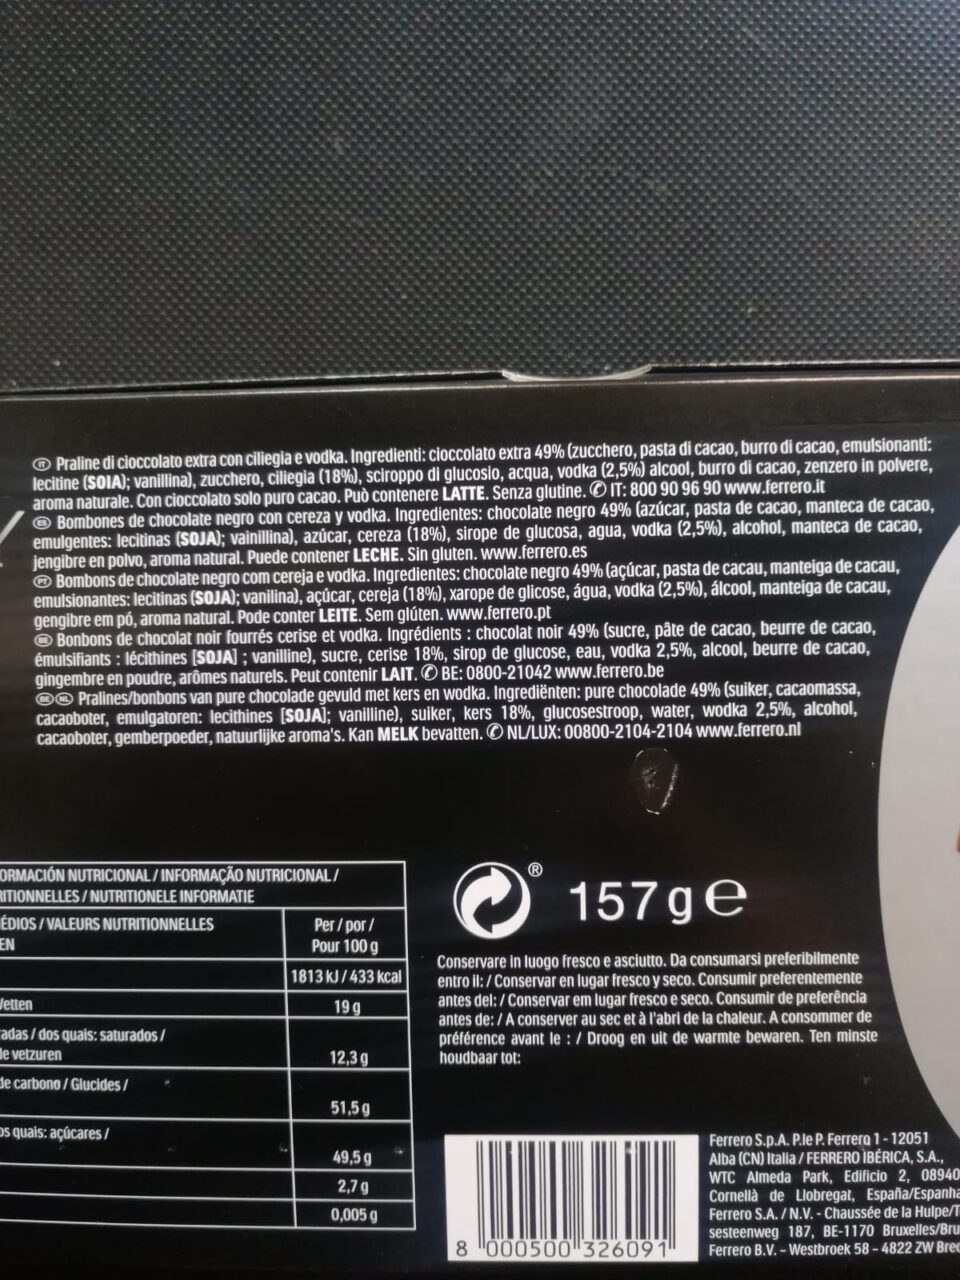 IT Praline di cioccolato extra con ciliegia e vodka. Ingredienti: cioccolato extra 49% (zucchero, pasta di cacao, burro di cacao, emulsionanti:
lecitine (SOIA); vanillina), zucchero, ciliegia (18%), sciroppo di glucosio, acqua, vodka (2,5%) alcool, burro di cacao, zenzero in polvere,
aroma naturale. Con cioccolato solo puro cacao. Può contenere LATTE. Senza glutine. ✆ IT: 800 90 96 90 www.ferrero.it
ES Bombones de chocolate negro con cereza y vodka. Ingredientes: chocolate negro 49% (azúcar, pasta de cacao, manteca de cacao,
emulgentes: lecitinas (SOJA); vainillina), azúcar, cereza (18%), sirope de glucosa, agua, vodka (2,5%), alcohol, manteca de cacao,
jengibre en polvo, aroma natural. Puede contener LECHE. Sin gluten. www.ferrero.es
PT Bombons de chocolate negro com cereja e vodka. Ingredientes: chocolate negro 49% (açúcar, pasta de cacau, manteiga de cacau,
emulsionantes: lecitinas (SOJA); vanilina), açúcar, cereja (18%), xarope de glicose, água, vodka (2,5%), álcool, manteiga de cacau,
gengibre em pó, aroma natural. Pode conter LEITE. Sem glúten. www.ferrero.pt
BE Bonbons de chocolat noir fourrés cerise et vodka. Ingrédients : chocolat noir 49% (sucre, pâte de cacao, beurre de cacao,
émulsifiants : lécithines [SOJA] ; vanilline), sucre, cerise 18%, sirop de glucose, eau, vodka 2,5%, alcool, beurre de cacao,
gingembre en poudre, arômes naturels. Peut contenir LAIT. ✆ BE: 0800-21042 www.ferrero.be
BE NL Pralines/bonbons van pure chocolade gevuld met kers en wodka. Ingrediënten: pure chocolade 49% (suiker, cacaomassa,
cacaoboter, emulgatoren: lecithines [SOJA]; vanilline), suiker, kers 18%, glucosestroop, water, wodka 2,5%, alcohol,
cacaoboter, gemberpoeder, natuurlijke aroma's. Kan MELK bevatten. ✆ NL/LUX: 00800-2104-2104 www.ferrero.nl
ORMACIÓN NUTRICIONAL / INFORMAÇÃO NUTRICIONAL /
RITIONNELLES / NUTRITIONELE INFORMATIE
ÉDIOS / VALEURS NUTRITIONNELLES
EN
Per / por /
Pour 100 g
1813 kJ / 433 kcal
Vetten
19 g
radas / dos quais: saturados /
de vetzuren
12,3 g
de carbono / Glucides /
51,5 g
os quais: açúcares /
49,5 g
2,7 g
0,005 g
® 157 g e
Conservare in luogo fresco e asciutto. Da consumarsi preferibilmente
entro il: / Conservar en lugar fresco y seco. Consumir preferentemente
antes del: / Conservar em lugar fresco e seco. Consumir de preferência
antes de: / A conserver au sec et à l'abri de la chaleur. A consommer de
préférence avant le : / Droog en uit de warmte bewaren. Ten minste
houdbaar tot:
8 000500 326091
Ferrero S.p.A. P.le P. Ferrero 1 - 12051
Alba (CN) Italia / FERRERO IBÉRICA, S.A.,
WTC Almeda Park, Edificio 2, 08940
Cornellà de Llobregat, España/Espanha
Ferrero S.A. / N.V. - Chaussée de la Hulpe/T
sesteenweg 187, BE-1170 Bruxelles/Bru
Ferrero B.V. - Westbroek 58 - 4822 ZW Bred